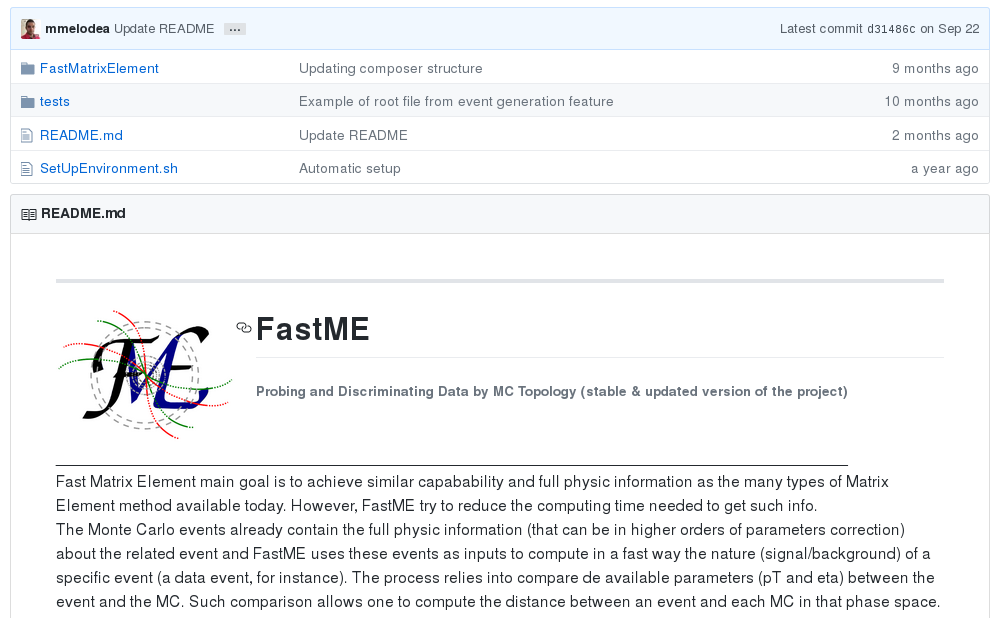 mmelodea Update README … Latest commit d31486c on Sep 22
FastMatrixElement Updating composer structure 9 months ago
tests Example of root file from event generation feature 10 months ago
README.md Update README 2 months ago
SetUpEnvironment.sh Automatic setup a year ago
README.md
FME
FastME
Probing and Discriminating Data by MC Topology (stable & updated version of the project)
Fast Matrix Element main goal is to achieve similar capabability and full physic information as the many types of Matrix
Element method available today. However, FastME try to reduce the computing time needed to get such info.
The Monte Carlo events already contain the full physic information (that can be in higher orders of parameters correction)
about the related event and FastME uses these events as inputs to compute in a fast way the nature (signal/background) of a
specific event (a data event, for instance). The process relies into compare de available parameters (pT and eta) between the
event and the MC. Such comparison allows one to compute the distance between an event and each MC in that phase space.